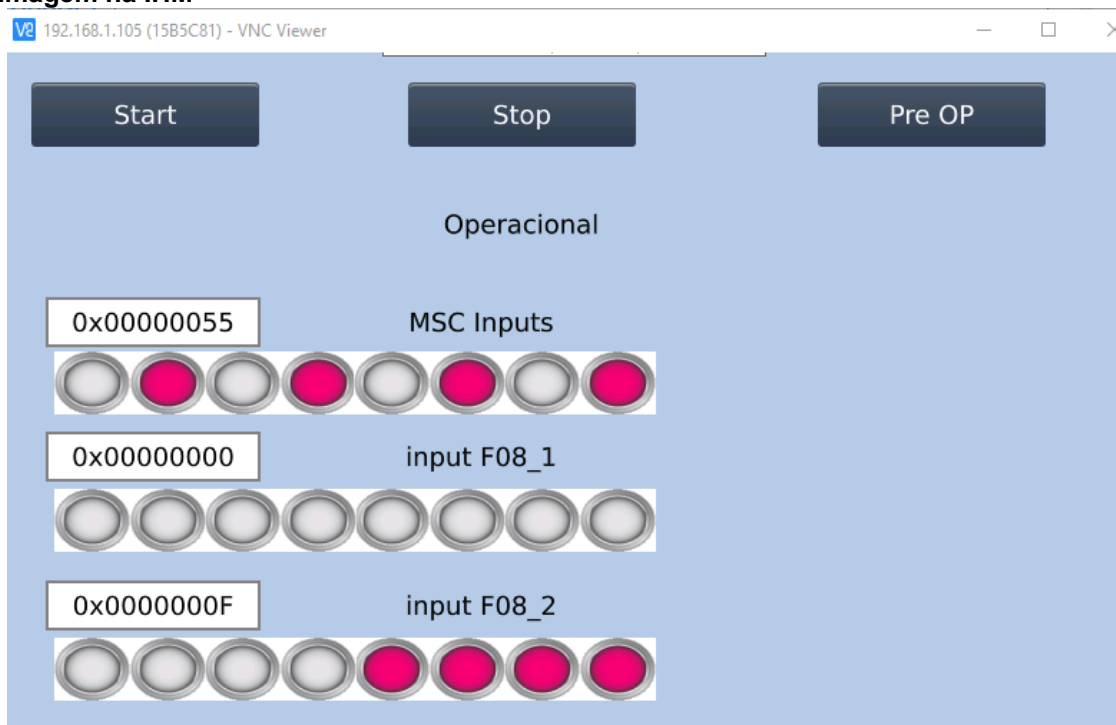 192.168.1.105 (15B5C81) - VNC Viewer
Start Stop Pre OP
Operacional
0x00000055 MSC Inputs
0x00000000 input F08_1
0x0000000F input F08_2